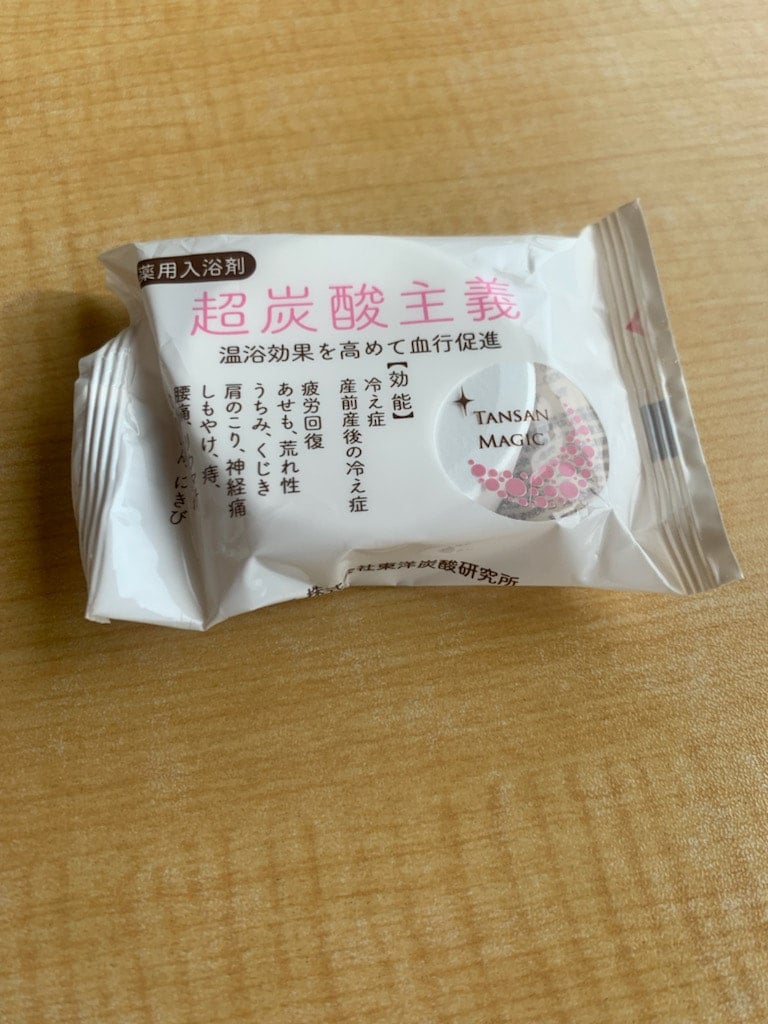 薬用入浴剤
超炭酸主義
温浴効果を高めて血行促進
【効能】
冷え症
産前産後の冷え症
疲労回復
あせも、荒れ性
うちみ、くじき
肩のこり、神経痛
しもやけ、痔、
腰痛、
にきび
TANSAN
MAGIC
社東洋炭酸研究所